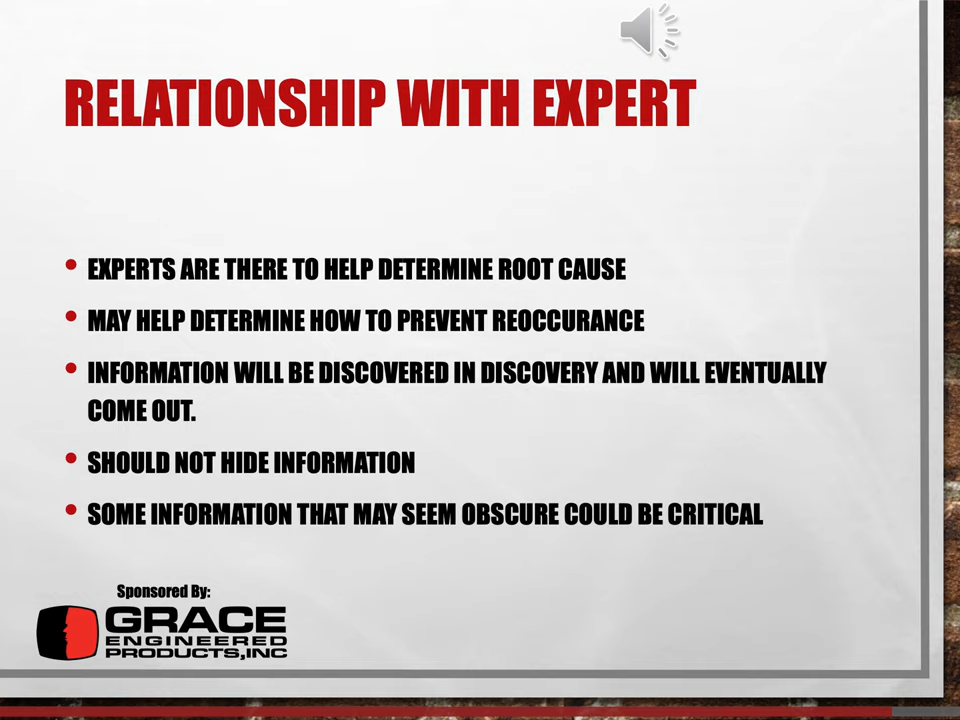 RELATIONSHIP WITH EXPERT
• EXPERTS ARE THERE TO HELP DETERMINE ROOT CAUSE
• MAY HELP DETERMINE HOW TO PREVENT REOCCURANCE
• INFORMATION WILL BE DISCOVERED IN DISCOVERY AND WILL EVENTUALLY
COME OUT.
• SHOULD NOT HIDE INFORMATION
• SOME INFORMATION THAT MAY SEEM OBSCURE COULD BE CRITICAL
Sponsored By:
GRACE
ENGINEERED
PRODUCTS,INC